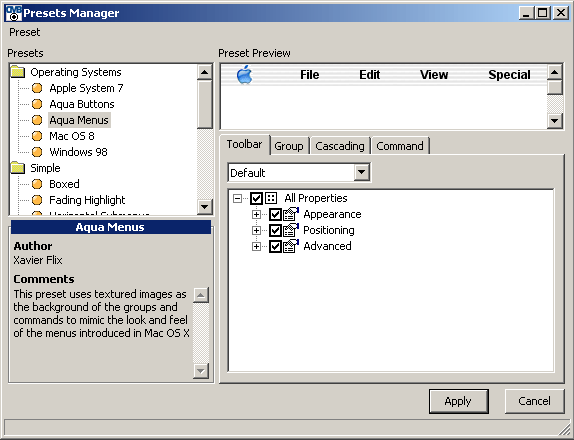 Presets Manager
Preset
Presets
Operating Systems
Apple System 7
Aqua Buttons
Aqua Menus
Mac OS 8
Windows 98
Simple
Boxed
Fading Highlight
Aqua Menus
Author
Xavier Flix
Comments
This preset uses textured images as
the background of the groups and
commands to mimic the look and feel
of the menus introduced in Mac OS X
Preset Preview
File Edit View Special
Toolbar Group Cascading Command
Default
All Properties
Appearance
Positioning
Advanced
Apply Cancel